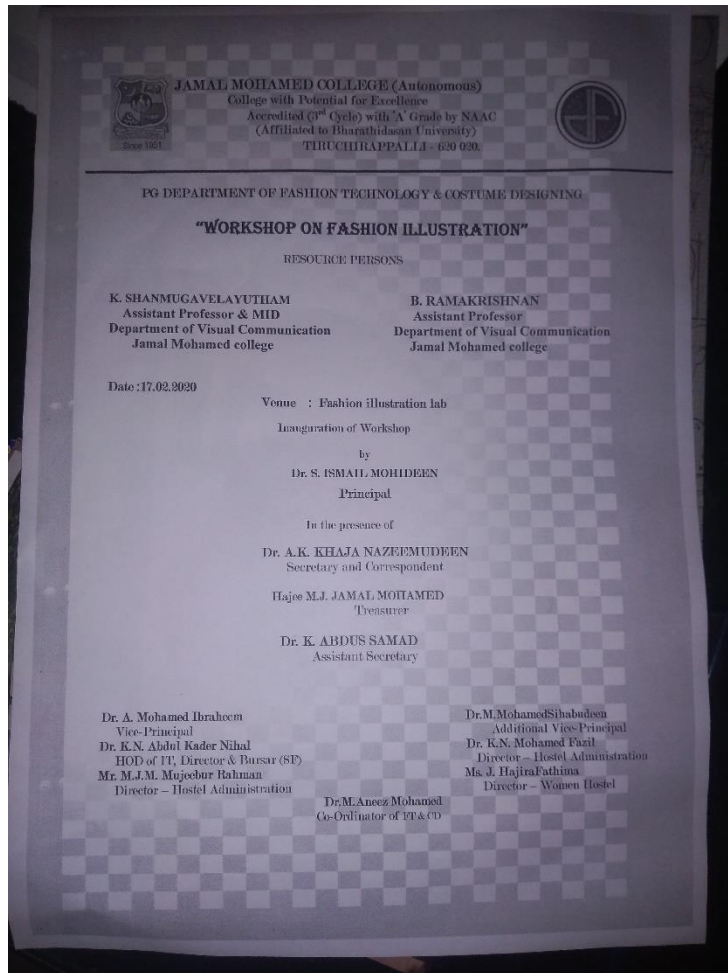 JAMAL MOHAMED COLLEGE (Autonomous)
College with Potential for Excellence
Accredited (3rd Cycle) with 'A' Grade by NAAC
(Affiliated to Bharathidasan University)
TIRUCHIRAPPALLI - 620 020.
Since 1951
PG DEPARTMENT OF FASHION TECHNOLOGY & COSTUME DESIGNING
"WORKSHOP ON FASHION ILLUSTRATION"
RESOURCE PERSONS
K. SHANMUGAVELAYUTHAM
Assistant Professor & MID
Department of Visual Communication
Jamal Mohamed college
B. RAMAKRISHNAN
Assistant Professor
Department of Visual Communication
Jamal Mohamed college
Date :17.02.2020
Venue : Fashion illustration lab
Inauguration of Workshop
by
Dr. S. ISMAIL MOHIDEEN
Principal
In the presence of
Dr. A.K. KHAJA NAZEEMUDEEN
Secretary and Correspondent
Hajee M.J. JAMAL MOHAMED
Treasurer
Dr. K. ABDUS SAMAD
Assistant Secretary
Dr. A. Mohamed Ibraheem
Vice-Principal
Dr. K.N. Abdul Kader Nihal
HOD of IT, Director & Bursar (SF)
Mr. M.J.M. Mujeebur Rahman
Director – Hostel Administration
Dr.M.MohamedSihabudeen
Additional Vice-Principal
Dr. K.N. Mohamed Fazil
Director – Hostel Administration
Ms. J. HajiraFathima
Director – Women Hostel
Dr.M.Aneez Mohamed
Co-Ordinator of FT & CD